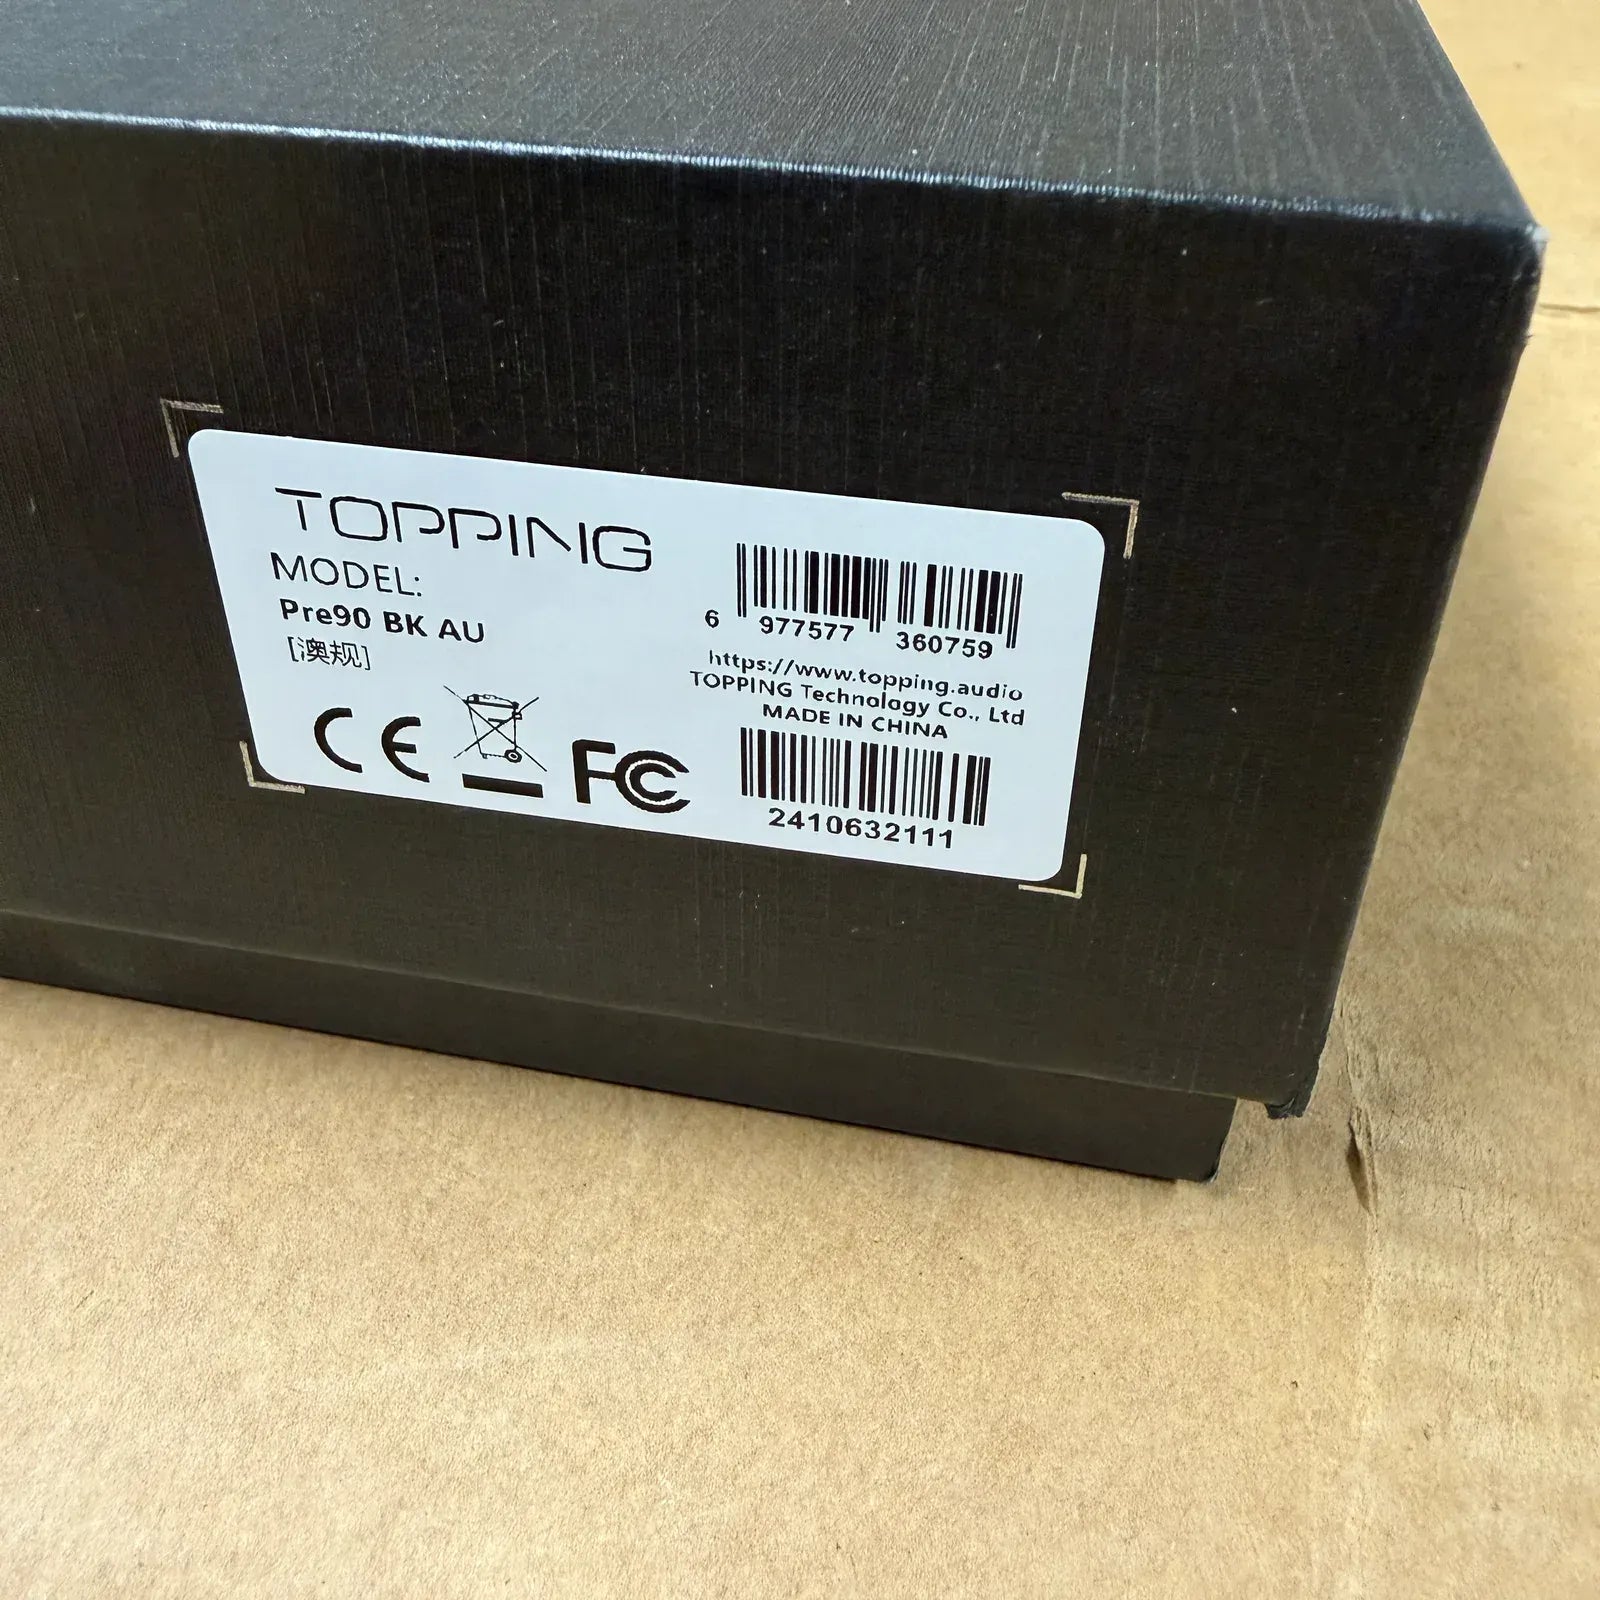 TOPPING
MODEL:
Pre90 BK AU
[澳规]
CE
FC
6 977577 360759
https://www.topping.audio
TOPPING Technology Co., Ltd
MADE IN CHINA
2410632111